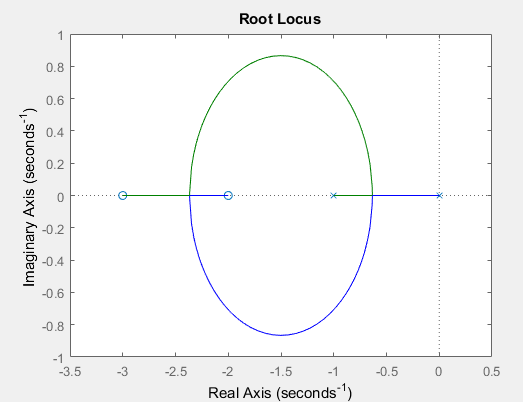 Root Locus
1
0.8
0.6
0.4
0.2
0
-0.2
-0.4
-0.6
-0.8
-1
Imaginary Axis (seconds-1)
-3.5 -3 -2.5 -2 -1.5 -1 -0.5 0 0.5
Real Axis (seconds-1)